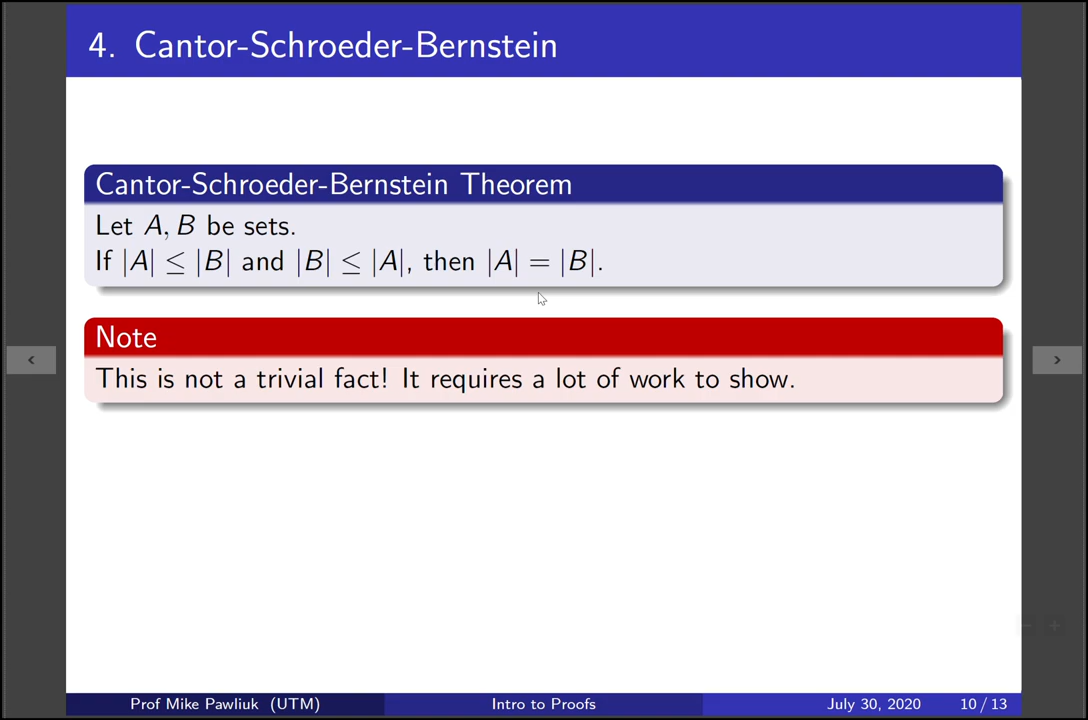 4. Cantor-Schroeder-Bernstein
Cantor-Schroeder-Bernstein Theorem
Let A, B be sets.
If |A| ≤ |B| and |B| ≤ |A|, then |A| = |B|.
Note
This is not a trivial fact! It requires a lot of work to show.
Prof Mike Pawliuk (UTM) Intro to Proofs July 30, 2020 10 / 13